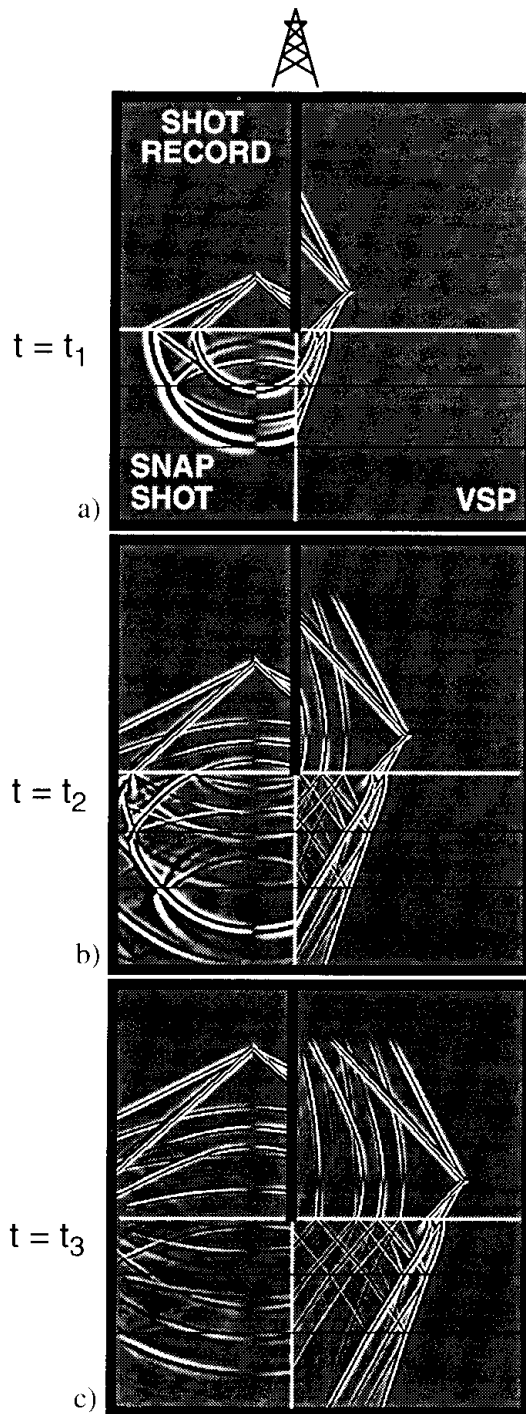 SHOT
RECORD
t = t₁
SNAP
SHOT
VSP
a)
t = t₂
b)
t = t₃
c)